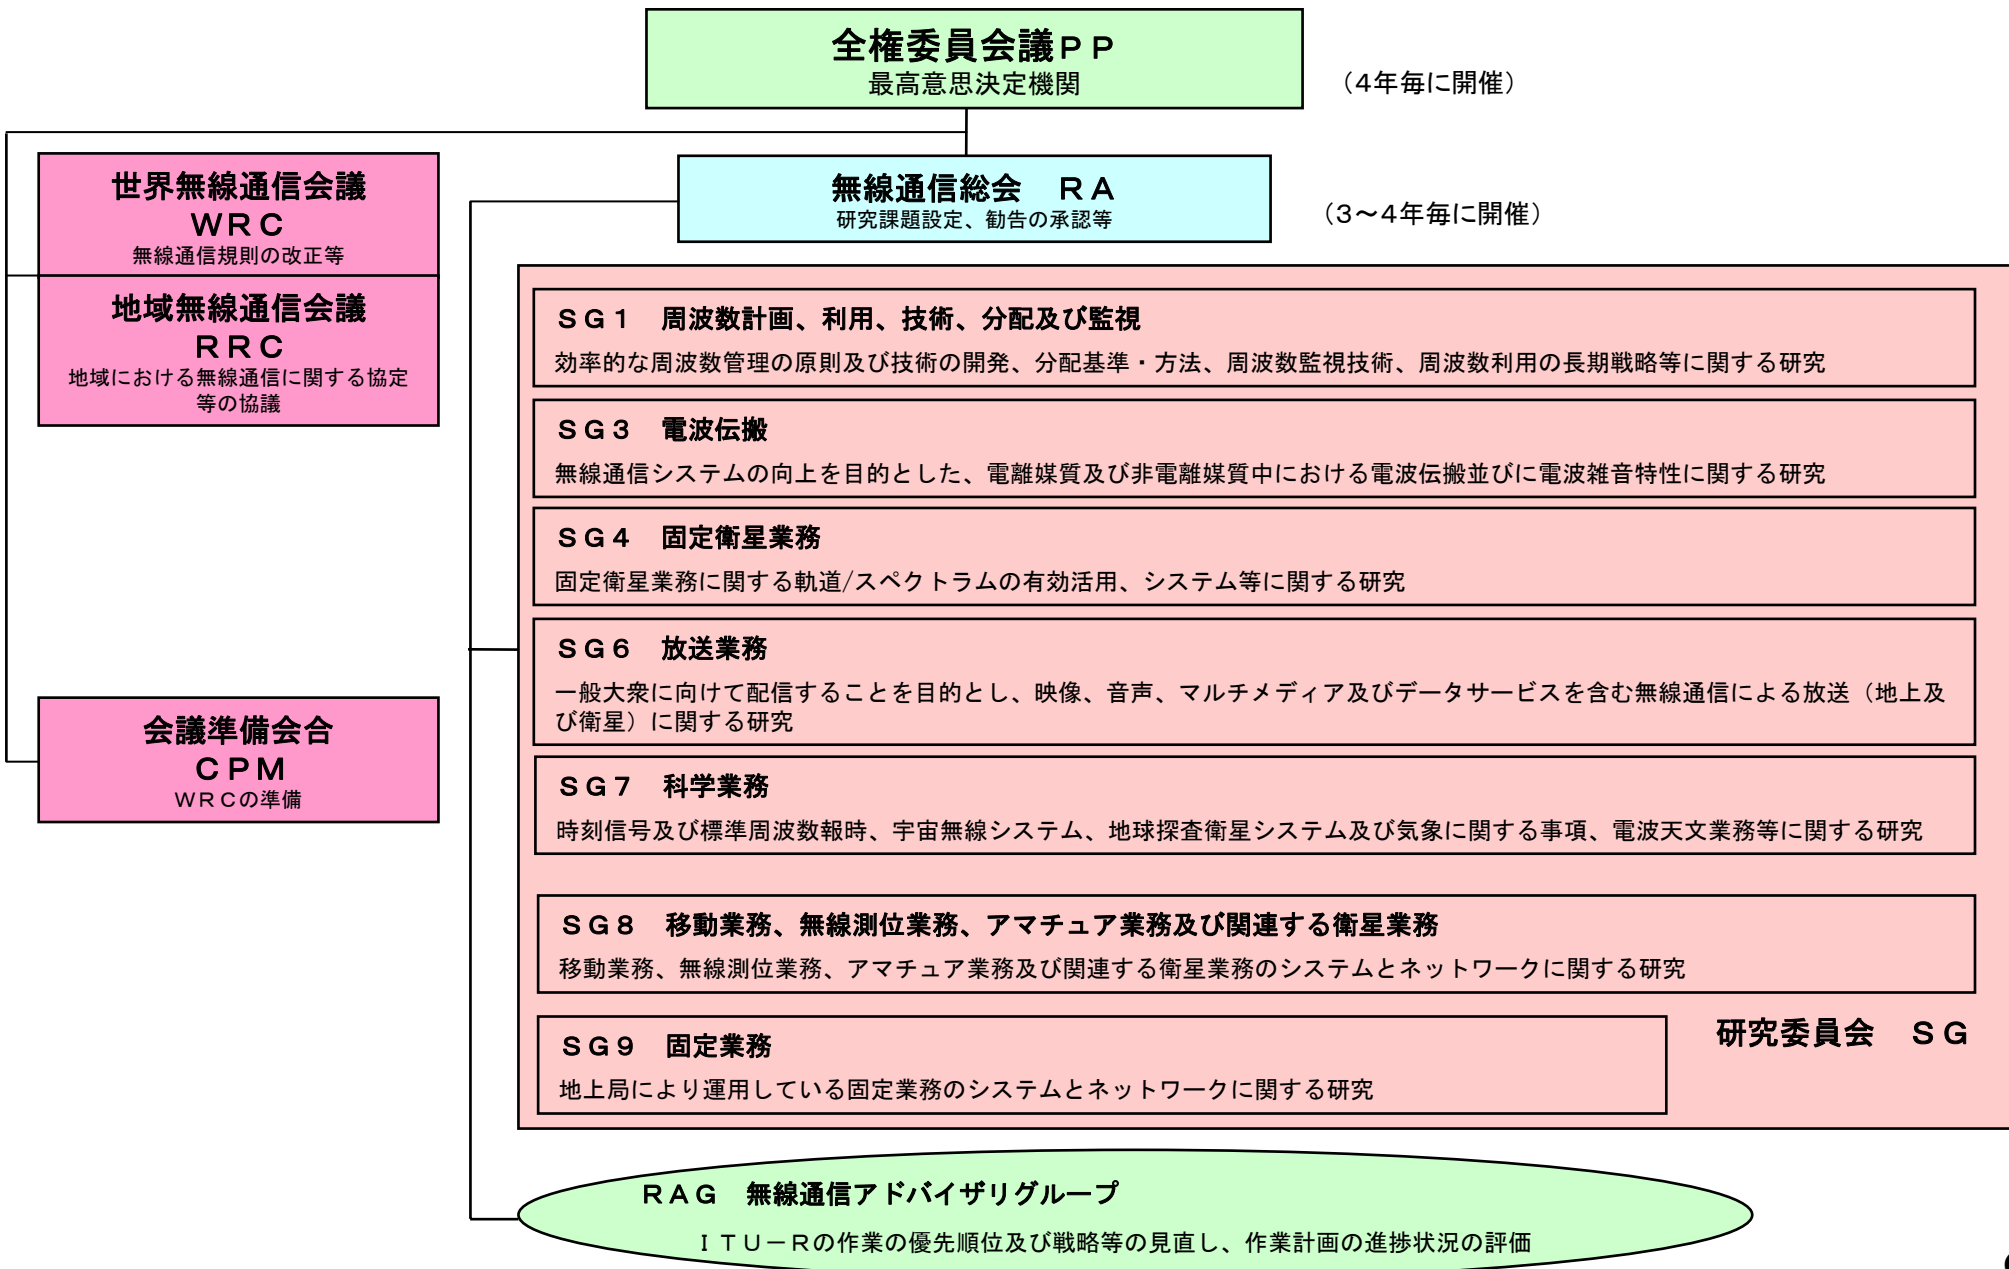 全権委員会議ＰＰ
最高意思決定機関
（4年毎に開催）
世界無線通信会議
ＷＲＣ
無線通信規則の改正等
地域無線通信会議
ＲＲＣ
地域における無線通信に関する協定
等の協議
無線通信総会　ＲＡ
研究課題設定、勧告の承認等
（3～4年毎に開催）
ＳＧ１　周波数計画、利用、技術、分配及び監視
効率的な周波数管理の原則及び技術の開発、分配基準・方法、周波数監視技術、周波数利用の長期戦略等に関する研究
ＳＧ３　電波伝搬
無線通信システムの向上を目的とした、電離媒質及び非電離媒質中における電波伝搬並びに電波雑音特性に関する研究
ＳＧ４　固定衛星業務
固定衛星業務に関する軌道/スペクトラムの有効活用、システム等に関する研究
ＳＧ６　放送業務
一般大衆に向けて配信することを目的とし、映像、音声、マルチメディア及びデータサービスを含む無線通信による放送（地上及
び衛星）に関する研究
会議準備会合
ＣＰＭ
ＷＲＣの準備
ＳＧ７　科学業務
時刻信号及び標準周波数報時、宇宙無線システム、地球探査衛星システム及び気象に関する事項、電波天文業務等に関する研究
ＳＧ８　移動業務、無線測位業務、アマチュア業務及び関連する衛星業務
移動業務、無線測位業務、アマチュア業務及び関連する衛星業務のシステムとネットワークに関する研究
ＳＧ９　固定業務
地上局により運用している固定業務のシステムとネットワークに関する研究
研究委員会　ＳＧ
ＲＡＧ　無線通信アドバイザリグループ
ＩＴＵ－Ｒの作業の優先順位及び戦略等の見直し、作業計画の進捗状況の評価